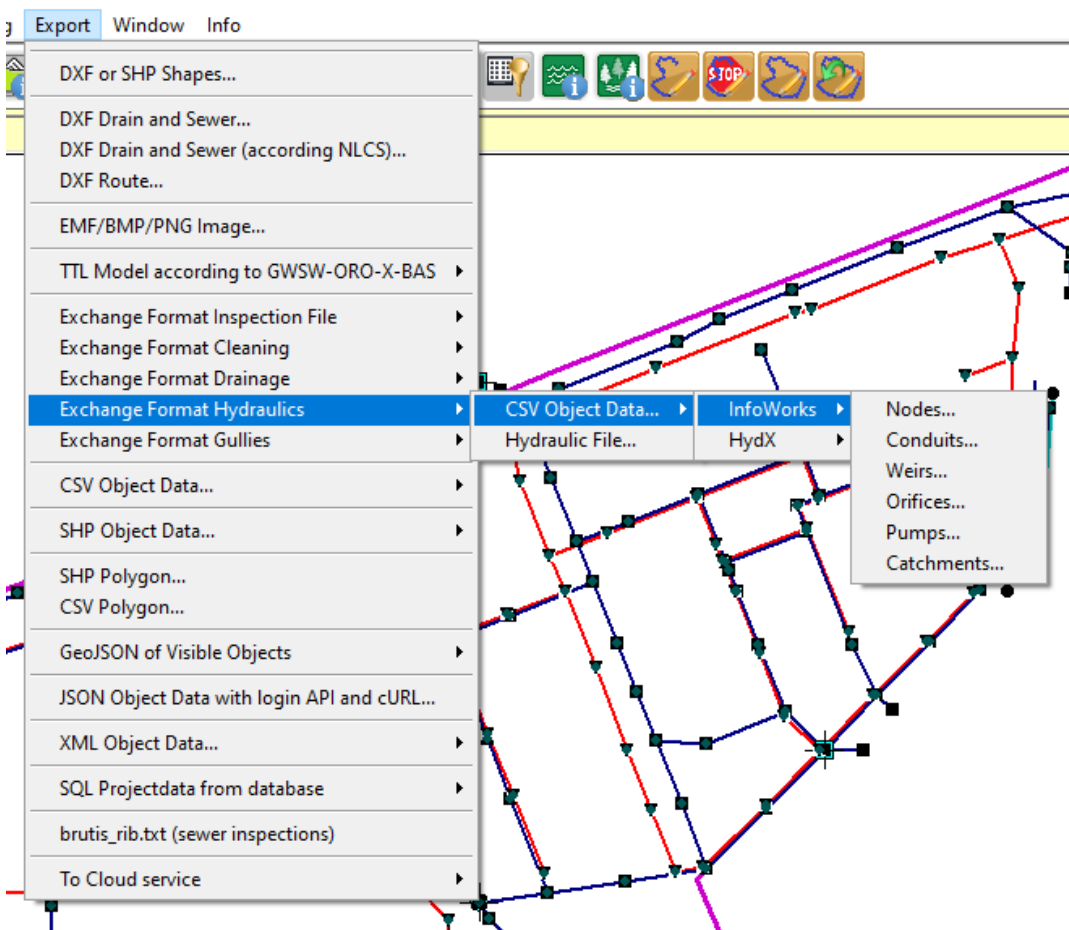 Export Window Info
STOP
DXF or SHP Shapes...
DXF Drain and Sewer...
DXF Drain and Sewer (according NLCS)...
DXF Route...
EMF/BMP/PNG Image...
TTL Model according to GWSW-ORO-X-BAS
Exchange Format Inspection File
Exchange Format Cleaning
Exchange Format Drainage
Exchange Format Hydraulics
Exchange Format Gullies
CSV Object Data...
SHP Object Data...
SHP Polygon...
CSV Polygon...
GeoJSON of Visible Objects
JSON Object Data with login API and cURL...
XML Object Data...
SQL Projectdata from database
brutis_rib.txt (sewer inspections)
To Cloud service
CSV Object Data...
Hydraulic File...
InfoWorks
HydX
Nodes...
Conduits...
Weirs...
Orifices...
Pumps...
Catchments...